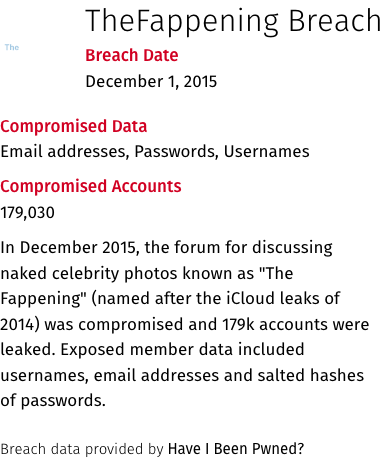 TheFappening Breach
The
Breach Date
December 1, 2015
Compromised Data
Email addresses, Passwords, Usernames
Compromised Accounts
179,030
In December 2015, the forum for discussing
naked celebrity photos known as "The
Fappening" (named after the iCloud leaks of
2014) was compromised and 179k accounts were
leaked. Exposed member data included
usernames, email addresses and salted hashes
of passwords.
Breach data provided by Have I Been Pwned?